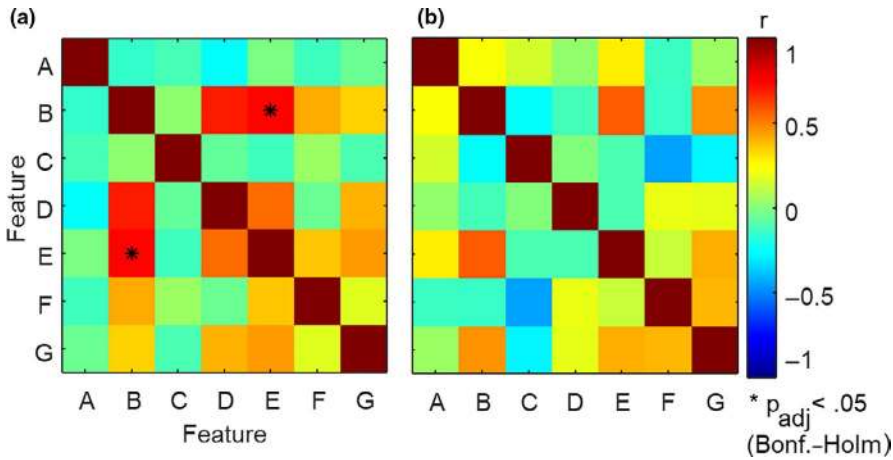 (a)
(b)
r
A
B
C
D
E
F
G
Feature
*
*
A B C D E F G
Feature
A B C D E F G
1
0.5
0
−0.5
−1
* p_adj < .05
(Bonf.−Holm)